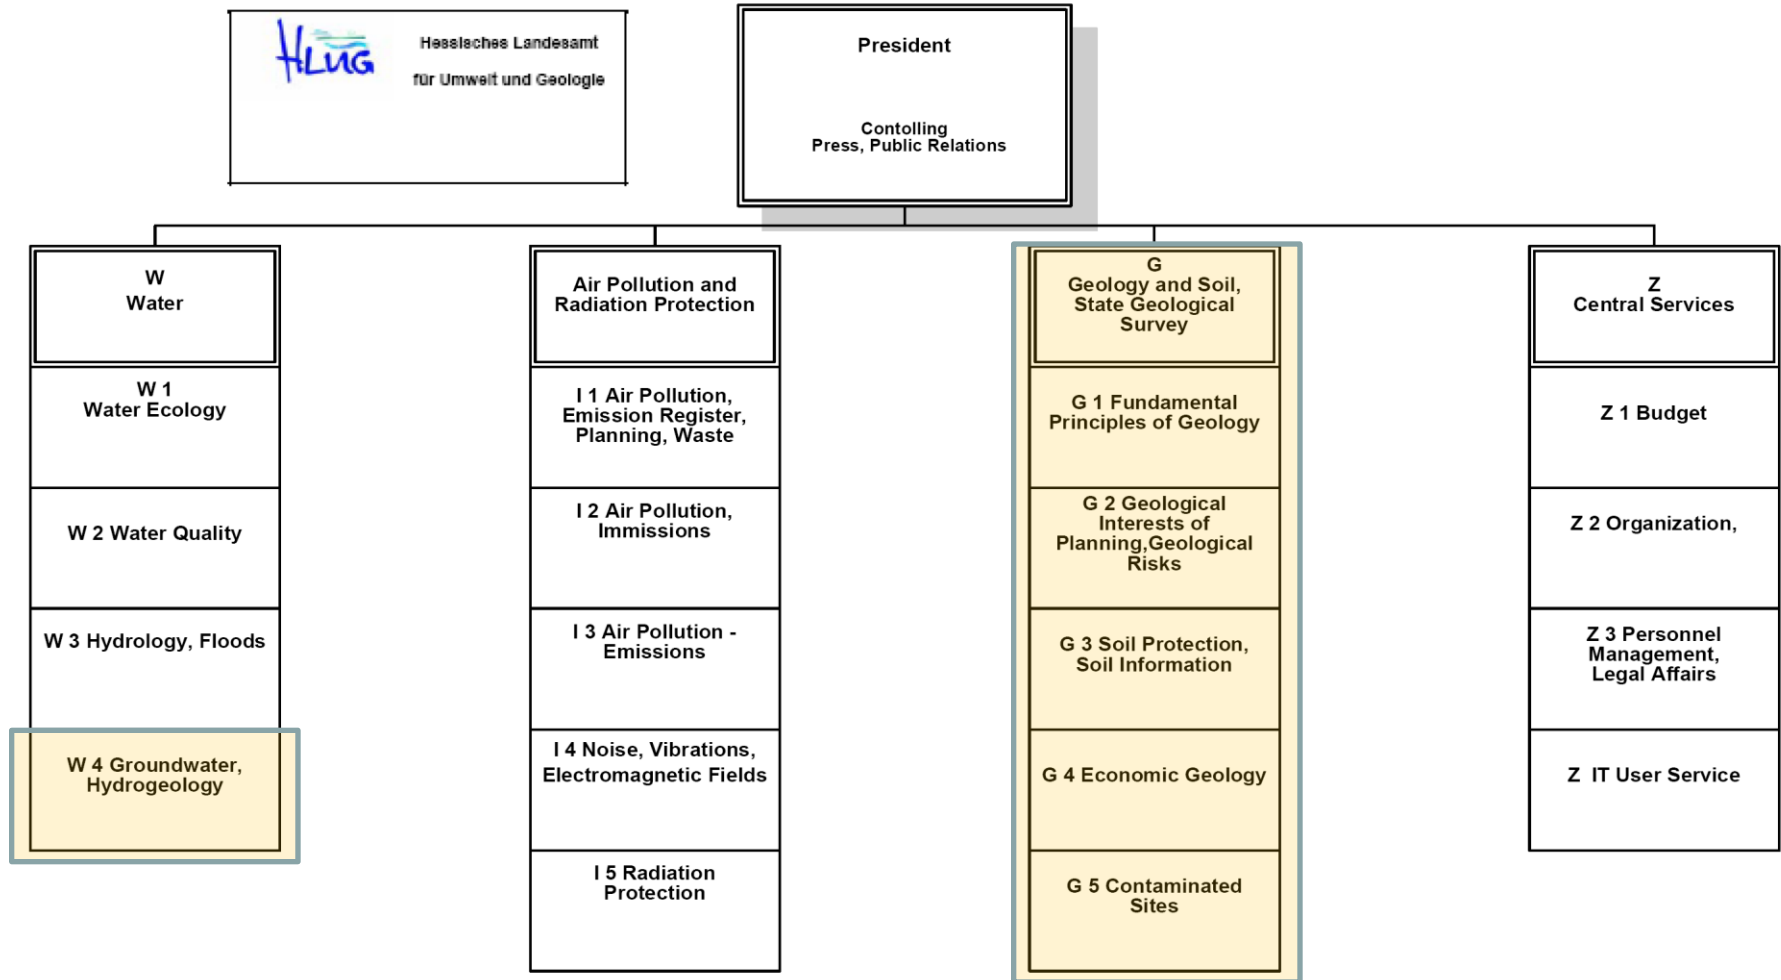 HLUG
Hessisches Landesamt
für Umwelt und Geologie
President
Contolling
Press, Public Relations
W
Water
W 1
Water Ecology
W 2 Water Quality
W 3 Hydrology, Floods
W 4 Groundwater,
Hydrogeology
Air Pollution and
Radiation Protection
I 1 Air Pollution,
Emission Register,
Planning, Waste
I 2 Air Pollution,
Immissions
I 3 Air Pollution -
Emissions
I 4 Noise, Vibrations,
Electromagnetic Fields
I 5 Radiation
Protection
G
Geology and Soil,
State Geological
Survey
G 1 Fundamental
Principles of Geology
G 2 Geological
Interests of
Planning,Geological
Risks
G 3 Soil Protection,
Soil Information
G 4 Economic Geology
G 5 Contaminated
Sites
Z
Central Services
Z 1 Budget
Z 2 Organization,
Z 3 Personnel
Management,
Legal Affairs
Z  IT User Service